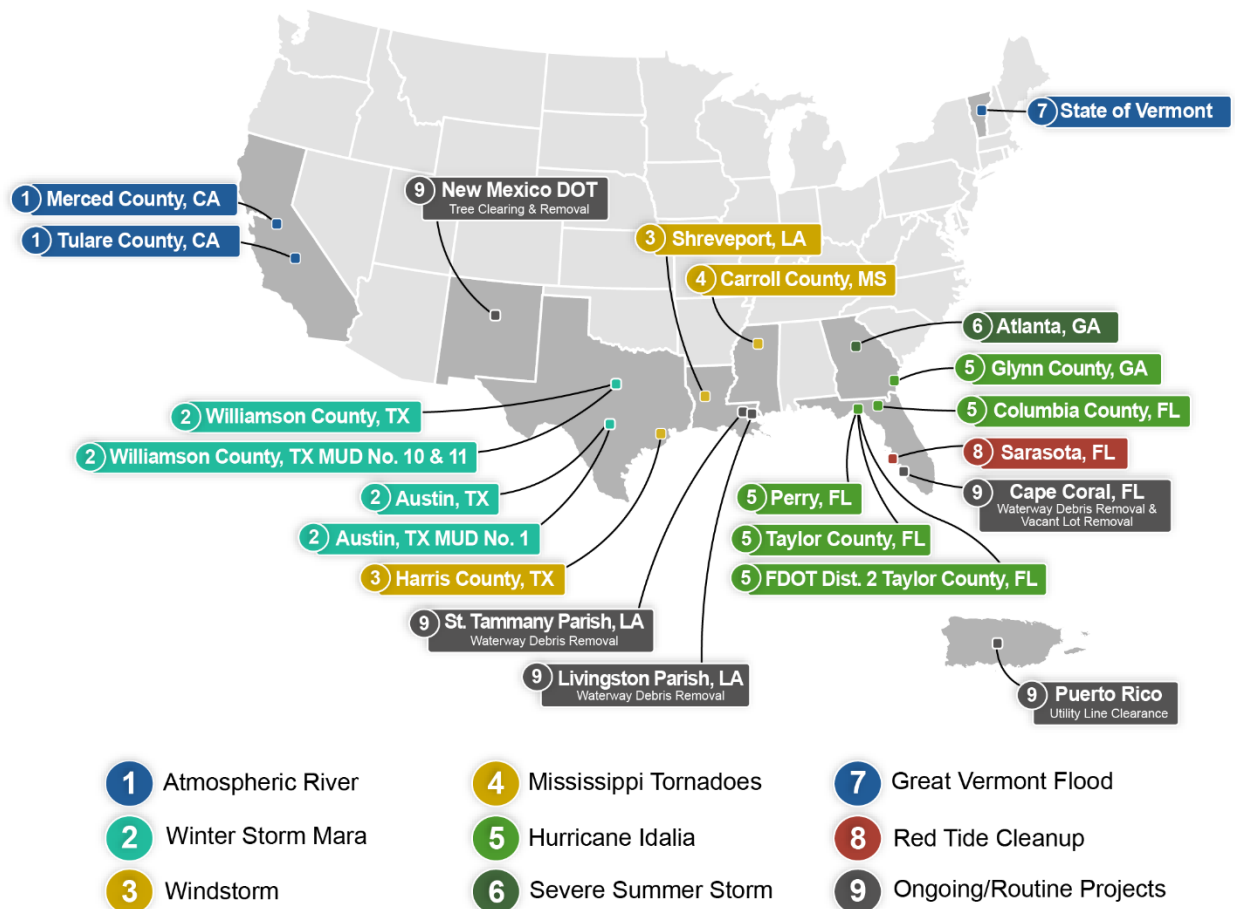 7 State of Vermont
1 Merced County, CA
9 New Mexico DOT
Tree Clearing & Removal
1 Tulare County, CA
3 Shreveport, LA
4 Carroll County, MS
6 Atlanta, GA
5 Glynn County, GA
2 Williamson County, TX
5 Columbia County, FL
2 Williamson County, TX MUD No. 10 & 11
8 Sarasota, FL
2 Austin, TX
5 Perry, FL
9 Cape Coral, FL
Waterway Debris Removal &
Vacant Lot Removal
2 Austin, TX MUD No. 1
5 Taylor County, FL
3 Harris County, TX
5 FDOT Dist. 2 Taylor County, FL
9 St. Tammany Parish, LA
Waterway Debris Removal
9 Livingston Parish, LA
Waterway Debris Removal
9 Puerto Rico
Utility Line Clearance
1 Atmospheric River
2 Winter Storm Mara
3 Windstorm
4 Mississippi Tornadoes
5 Hurricane Idalia
6 Severe Summer Storm
7 Great Vermont Flood
8 Red Tide Cleanup
9 Ongoing/Routine Projects